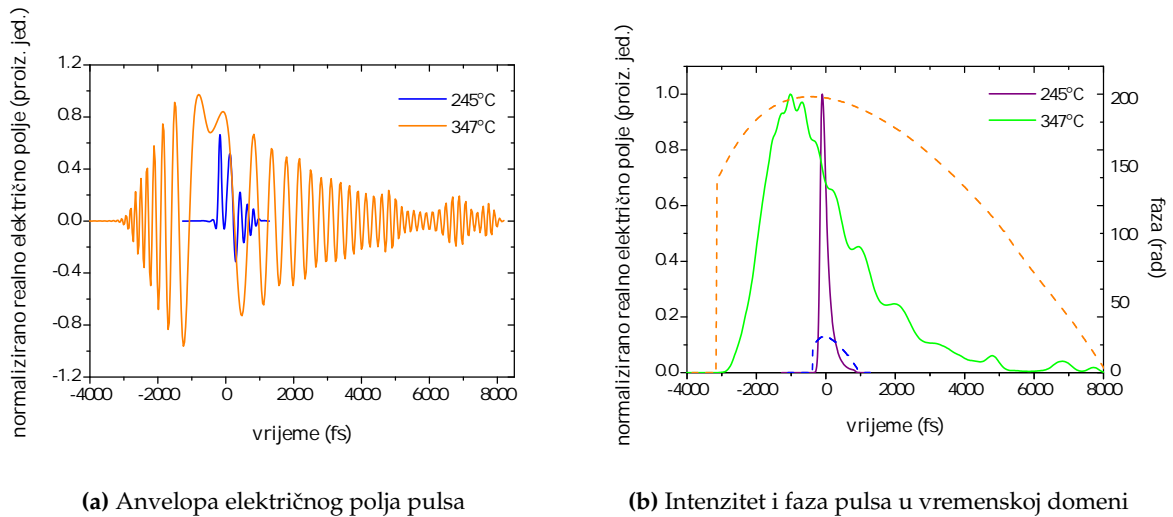 normalizirano realno električno polje (proiz. jed.)
1.2
0.8
0.4
0.0
-0.4
-0.8
-1.2
-4000 -2000 0 2000 4000 6000 8000
vrijeme (fs)
245°C
347°C
(a) Anvelopa električnog polja pulsa
normalizirano realno električno polje (proiz. jed.)
1.0
0.8
0.6
0.4
0.2
0.0
-4000 -2000 0 2000 4000 6000 8000
vrijeme (fs)
245°C
347°C
200
150
100
50
0
faza (rad)
(b) Intenzitet i faza pulsa u vremenskoj domeni